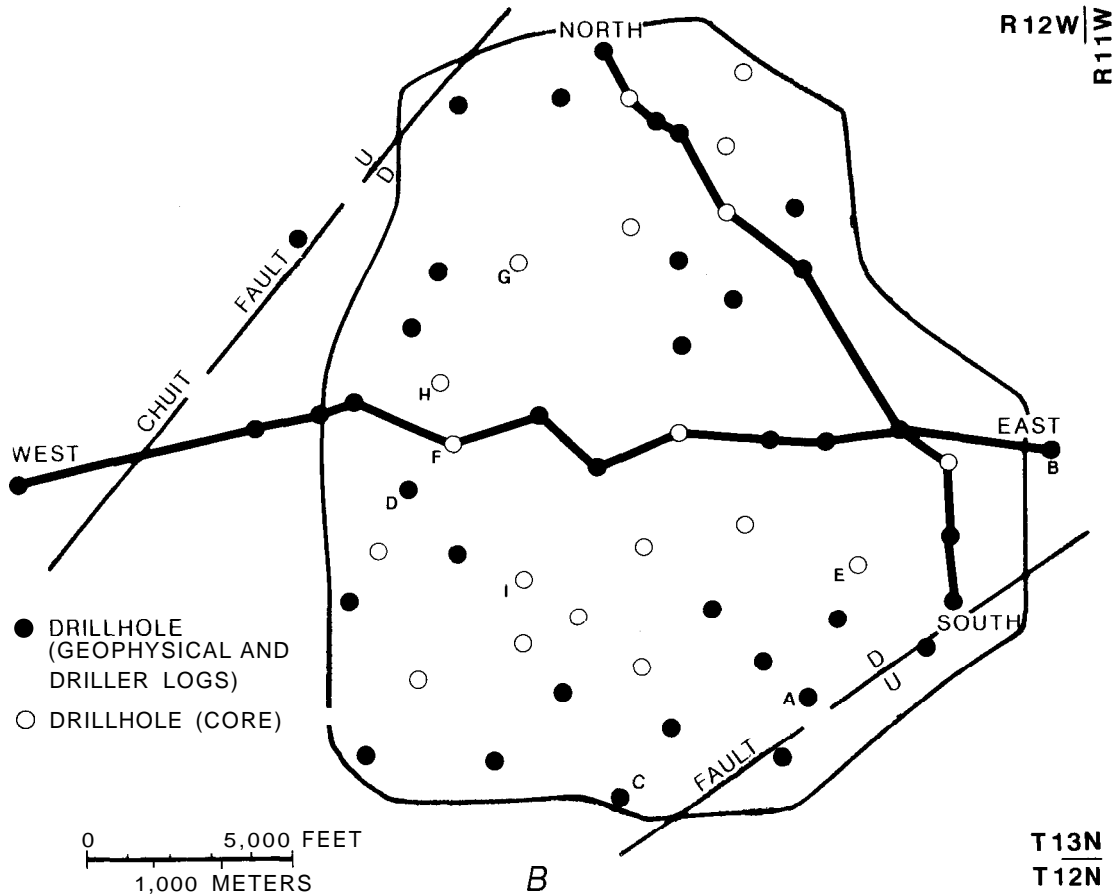 NORTH
R12W
R11W
U
D
FAULT
G
CHUIT
H
WEST
F
EAST
B
D
I
E
DRILLHOLE
(GEOPHYSICAL AND
DRILLER LOGS)
SOUTH
D
U
A
DRILLHOLE (CORE)
FAULT
C
0 5,000 FEET
1,000 METERS
B
T13N
T12N